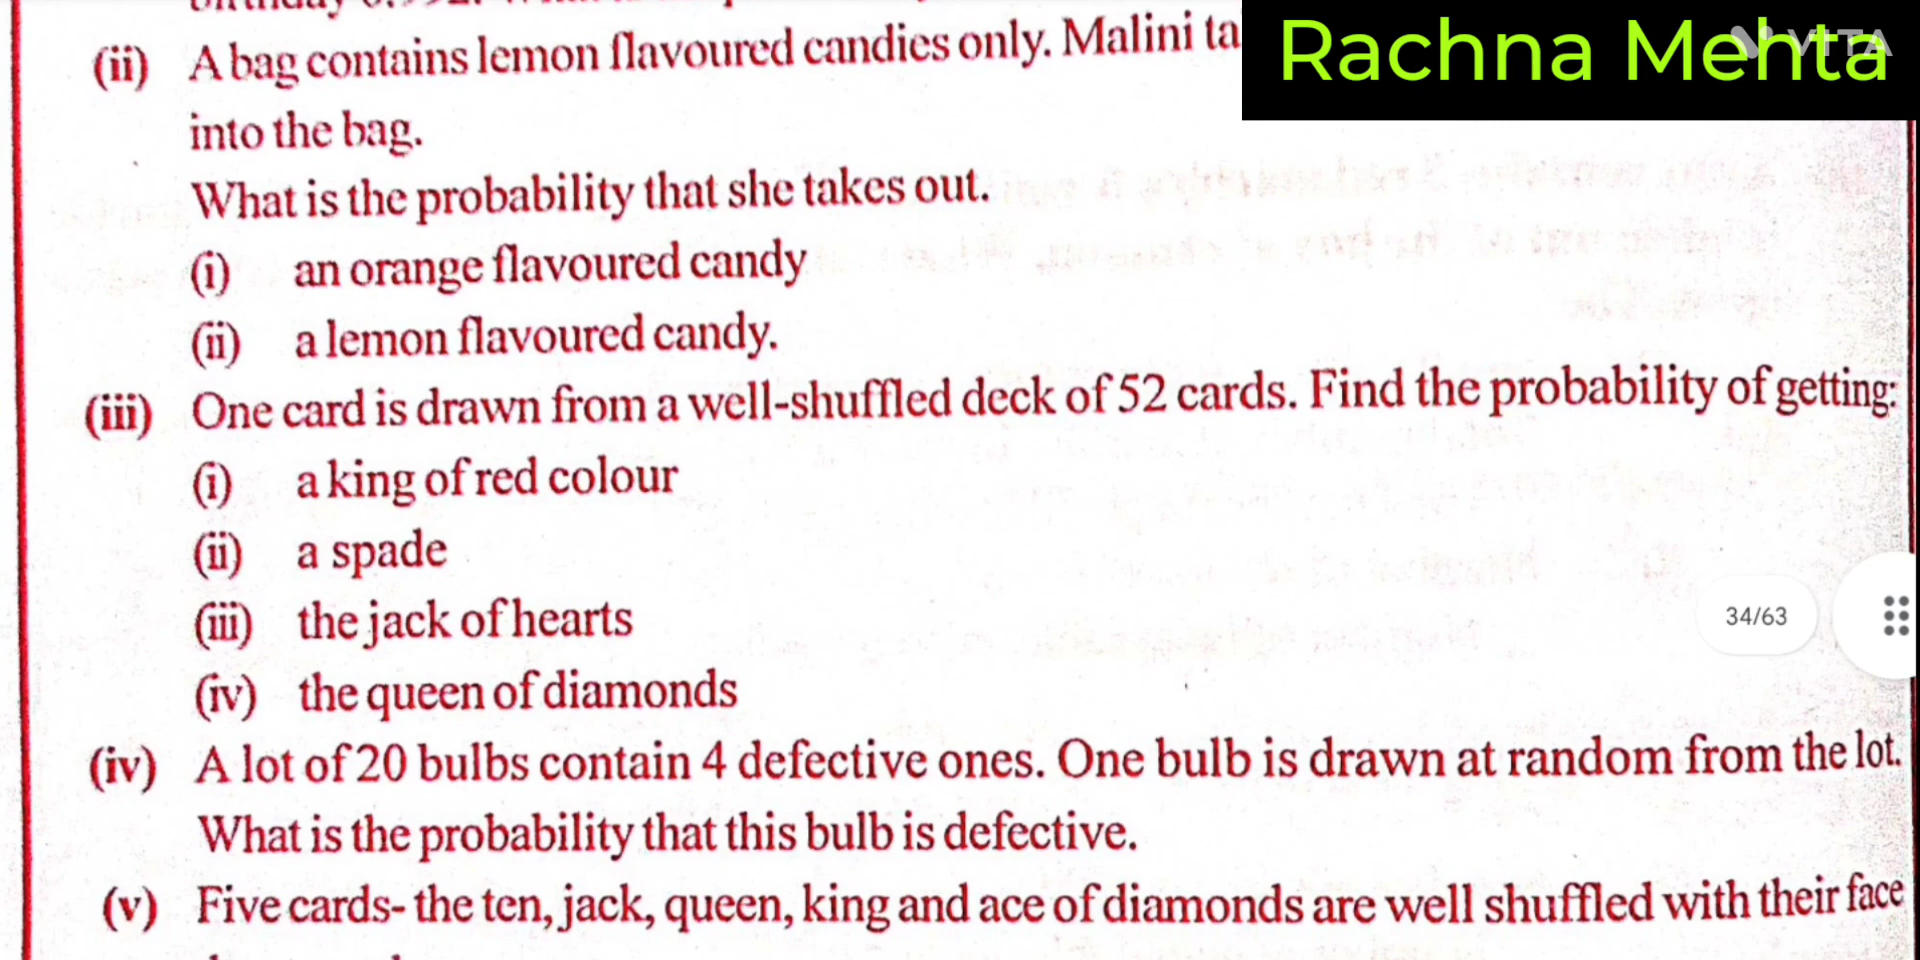 (ii) A bag contains lemon flavoured candies only. Malini ta
Rachna Mehta
VITA
into the bag.
What is the probability that she takes out.
(i) an orange flavoured candy
(ii) a lemon flavoured candy.
(iii) One card is drawn from a well-shuffled deck of 52 cards. Find the probability of getting:
(i) a king of red colour
(ii) a spade
(iii) the jack of hearts
(iv) the queen of diamonds
34/63
(iv) A lot of 20 bulbs contain 4 defective ones. One bulb is drawn at random from the lot.
What is the probability that this bulb is defective.
(v) Five cards- the ten, jack, queen, king and ace of diamonds are well shuffled with their face